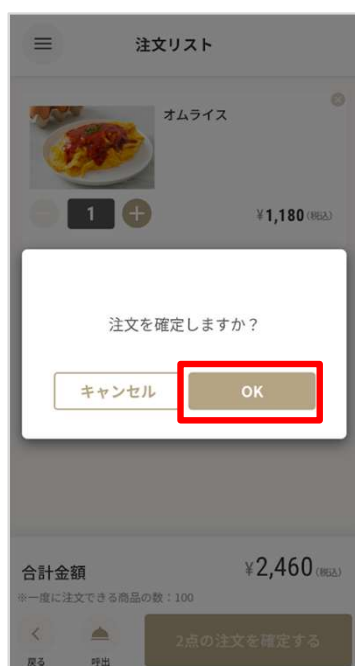 注文リスト
オムライス
1
¥1,180(税込)
注文を確定しますか？
キャンセル
OK
合計金額
¥2,460(税込)
※一度に注文できる商品の数：100
戻る
呼出
2点の注文を確定する